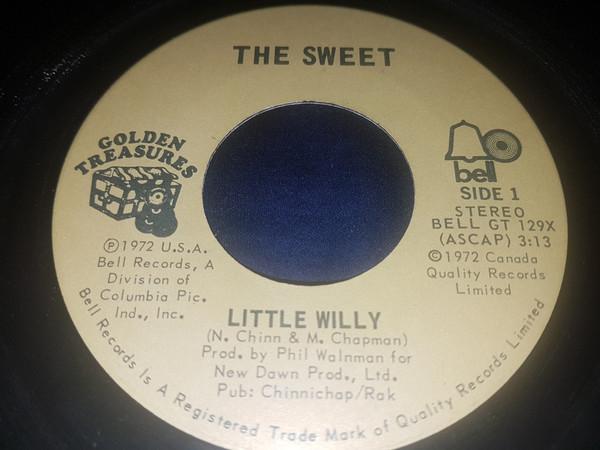 THE SWEET
GOLDEN
TREASURES
bell
SIDE 1
STEREO
BELL GT 129X
(ASCAP) 3:13
Ⓟ1972 U.S.A.
Bell Records, A
Division of
Columbia Pic.
Ind., Inc.
©1972 Canada
Quality Records
Limited
LITTLE WILLY
(N. Chinn & M. Chapman)
Prod. by Phil Walnman for
New Dawn Prod., Ltd.
Pub: Chinnichap/Rak
Bell Records Is A Registered Trade Mark of Quality Records Limited